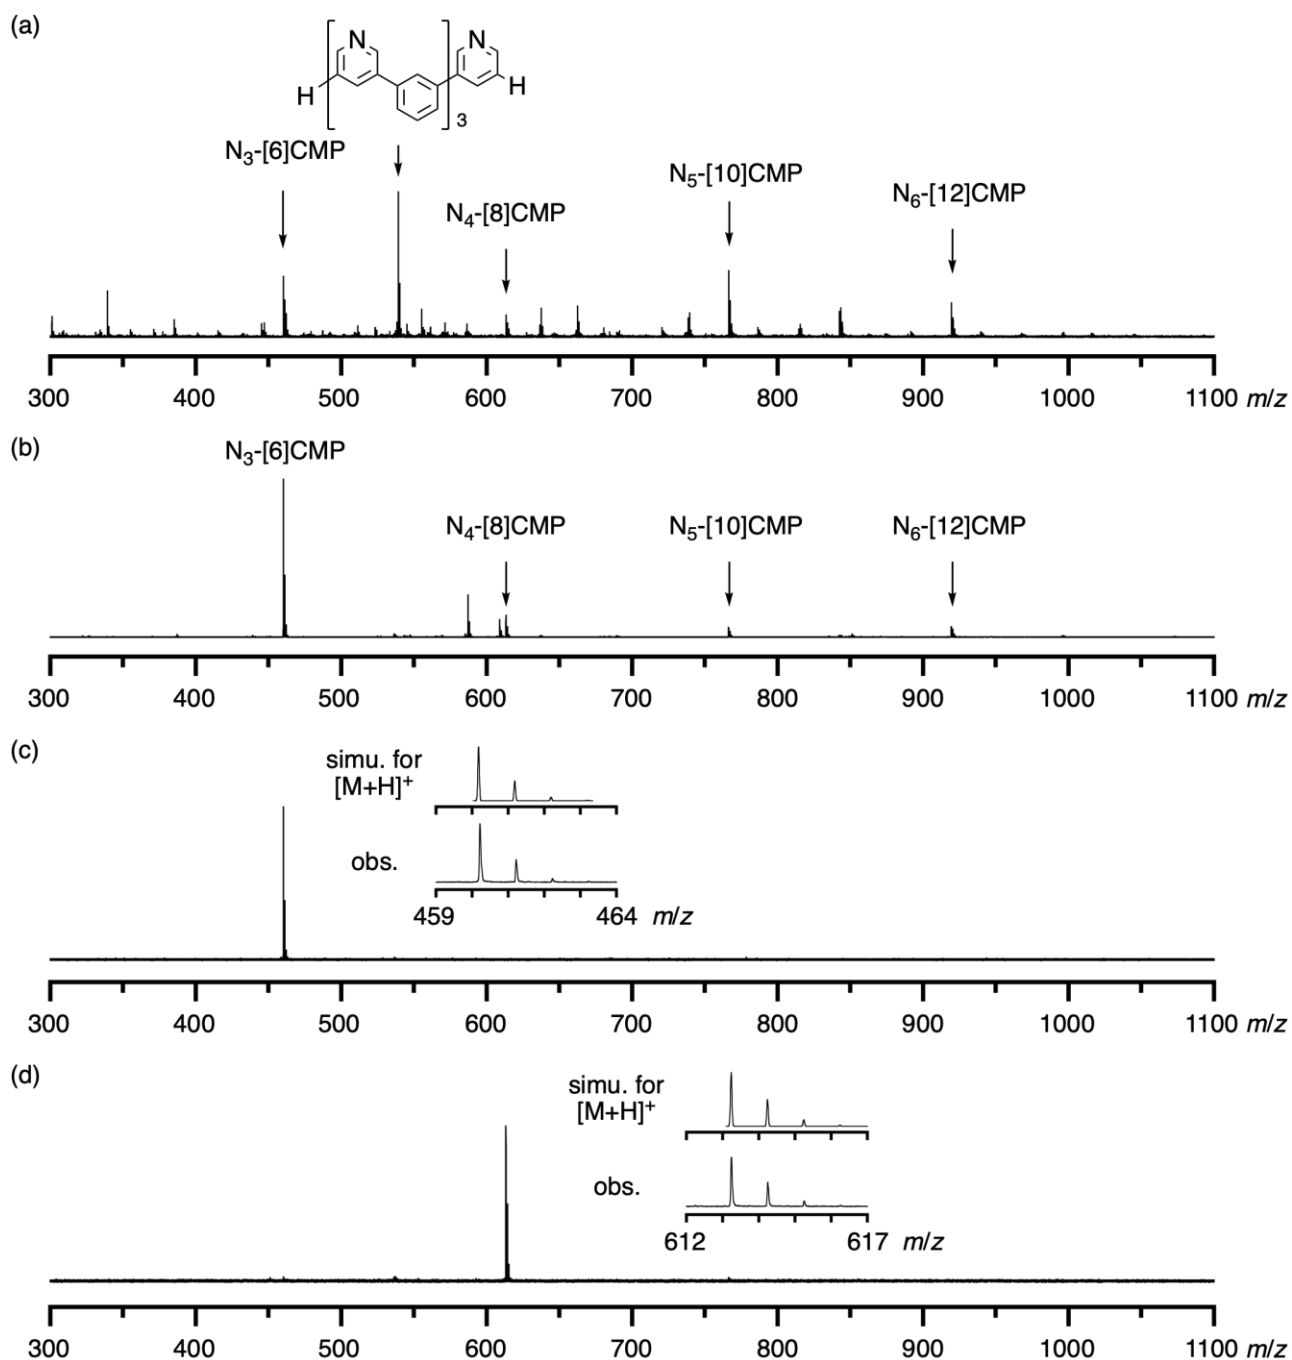 (a)
N
N
H
H
3
N₃-[6]CMP
N₄-[8]CMP
N₅-[10]CMP
N₆-[12]CMP
300 400 500 600 700 800 900 1000 1100 m/z
(b)
N₃-[6]CMP
N₄-[8]CMP
N₅-[10]CMP
N₆-[12]CMP
300 400 500 600 700 800 900 1000 1100 m/z
(c)
simu. for
[M+H]⁺
obs.
459 464 m/z
300 400 500 600 700 800 900 1000 1100 m/z
(d)
simu. for
[M+H]⁺
obs.
612 617 m/z
300 400 500 600 700 800 900 1000 1100 m/z